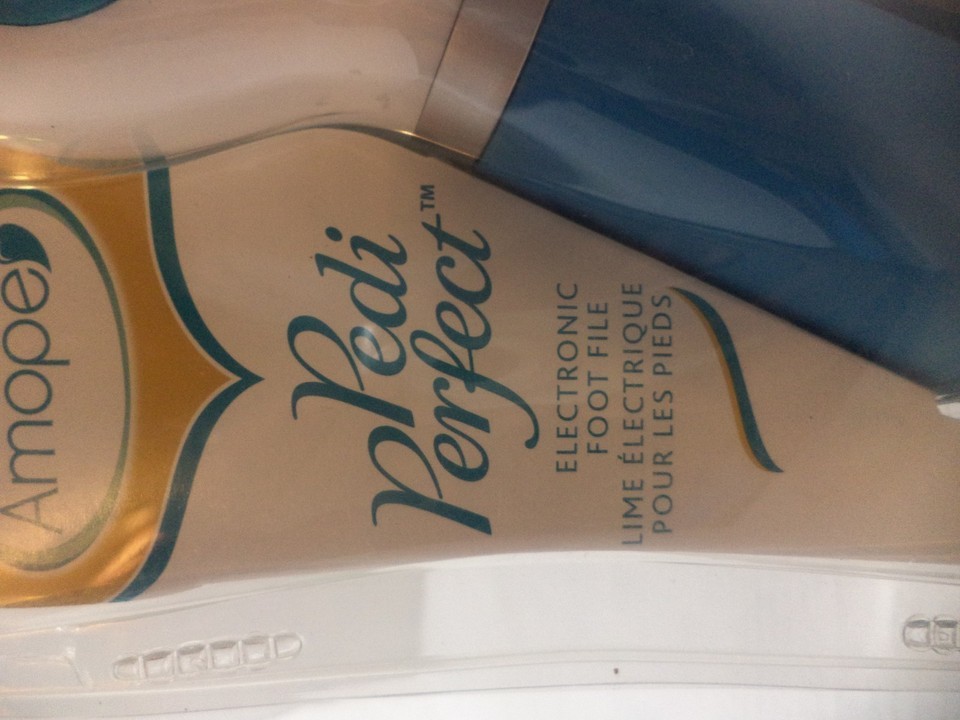 Amope
Pedi
Perfect™
ELECTRONIC
FOOT FILE
LIME ÉLECTRIQUE
POUR LES PIEDS